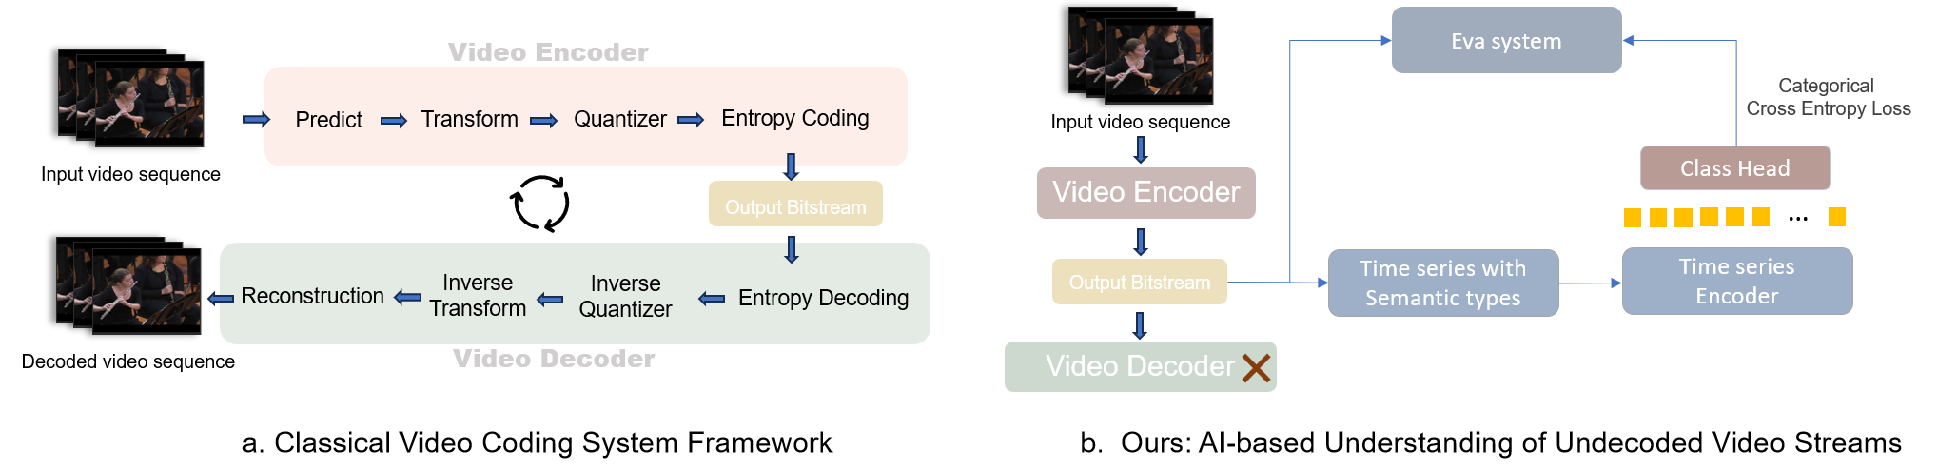 Video Encoder
Predict
Transform
Quantizer
Entropy Coding
Input video sequence
Output Bitstream
Reconstruction
Inverse
Transform
Inverse
Quantizer
Entropy Decoding
Decoded video sequence
Video Decoder
a. Classical Video Coding System Framework
Input video sequence
Video Encoder
Output Bitstream
Video Decoder
Eva system
Categorical
Cross Entropy Loss
Class Head
...
Time series with
Semantic types
Time series
Encoder
b. Ours: AI-based Understanding of Undecoded Video Streams